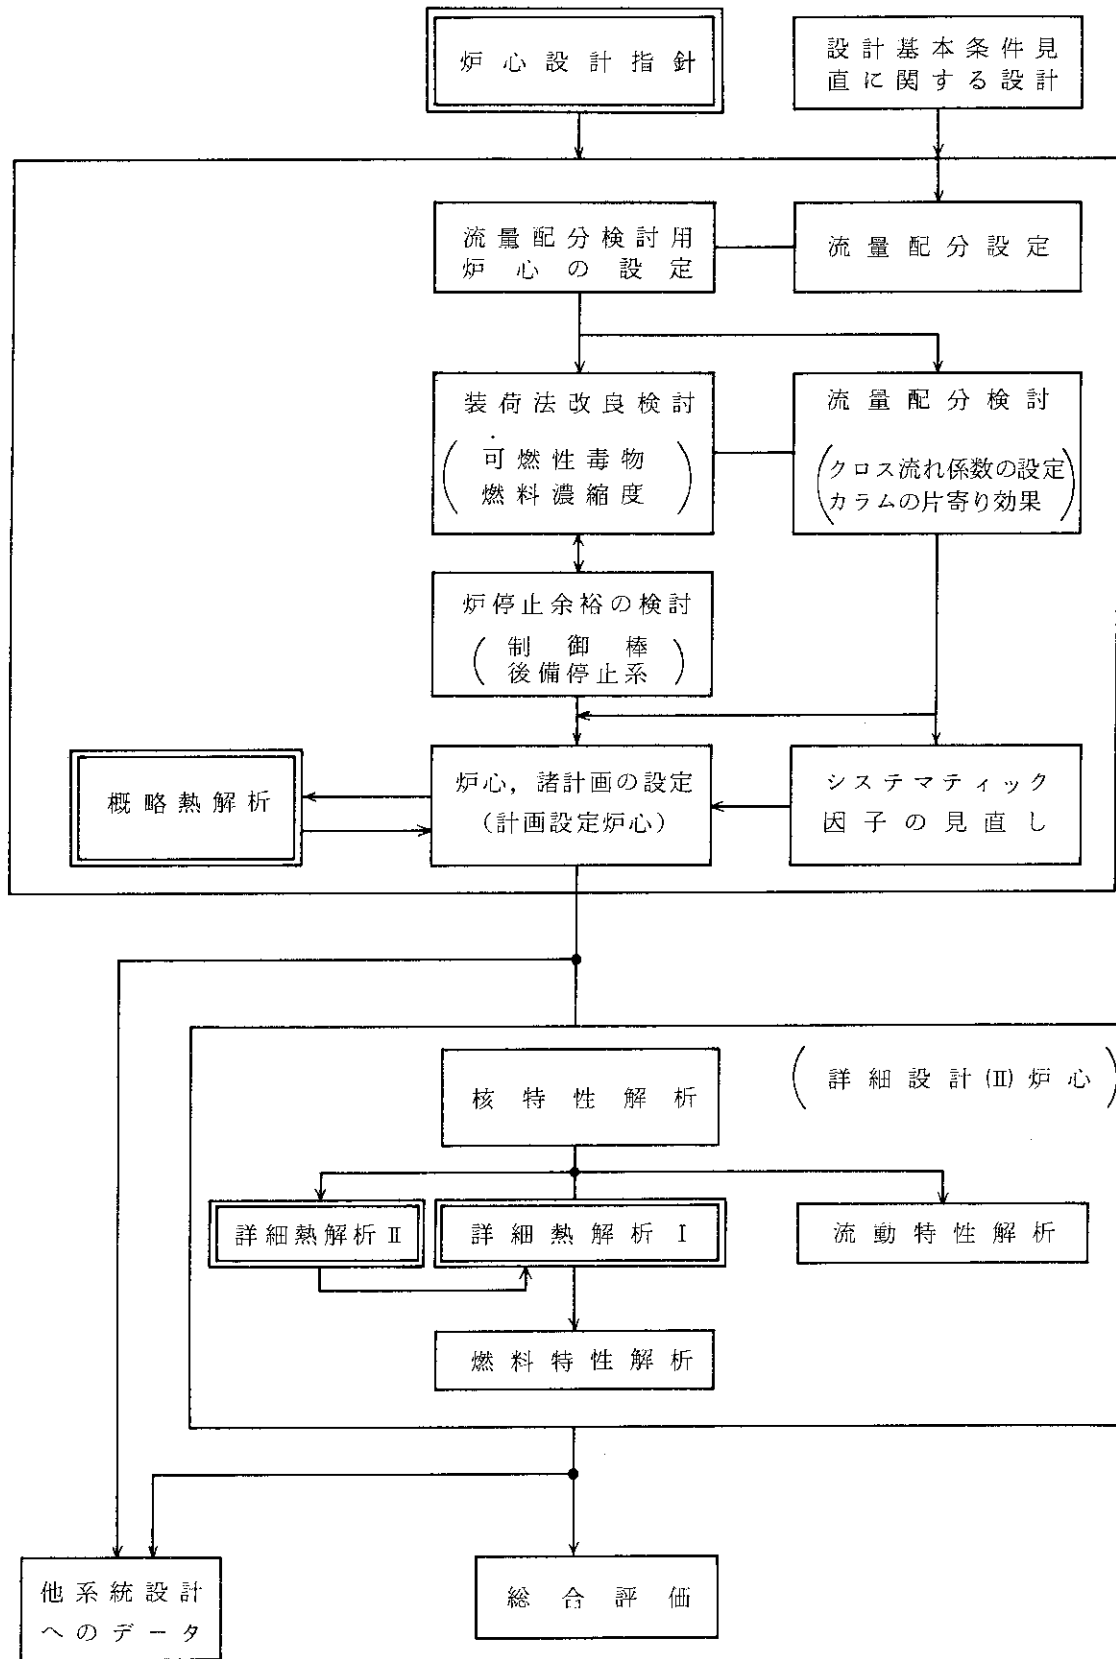 炉心設計指針
設計基本条件見
直に関する設計
流量配分検討用
炉心の設定
流量配分設定
装荷法改良検討
(可燃性毒物
燃料濃縮度)
流量配分検討
(クロス流れ係数の設定
カラムの片寄り効果)
炉停止余裕の検討
(制御棒
後備停止系)
概略熱解析
炉心,諸計画の設定
(計画設定炉心)
システマティック
因子の見直し
核特性解析
(詳細設計(II)炉心)
詳細熱解析II
詳細熱解析I
流動特性解析
燃料特性解析
他系統設計
へのデータ
総合評価